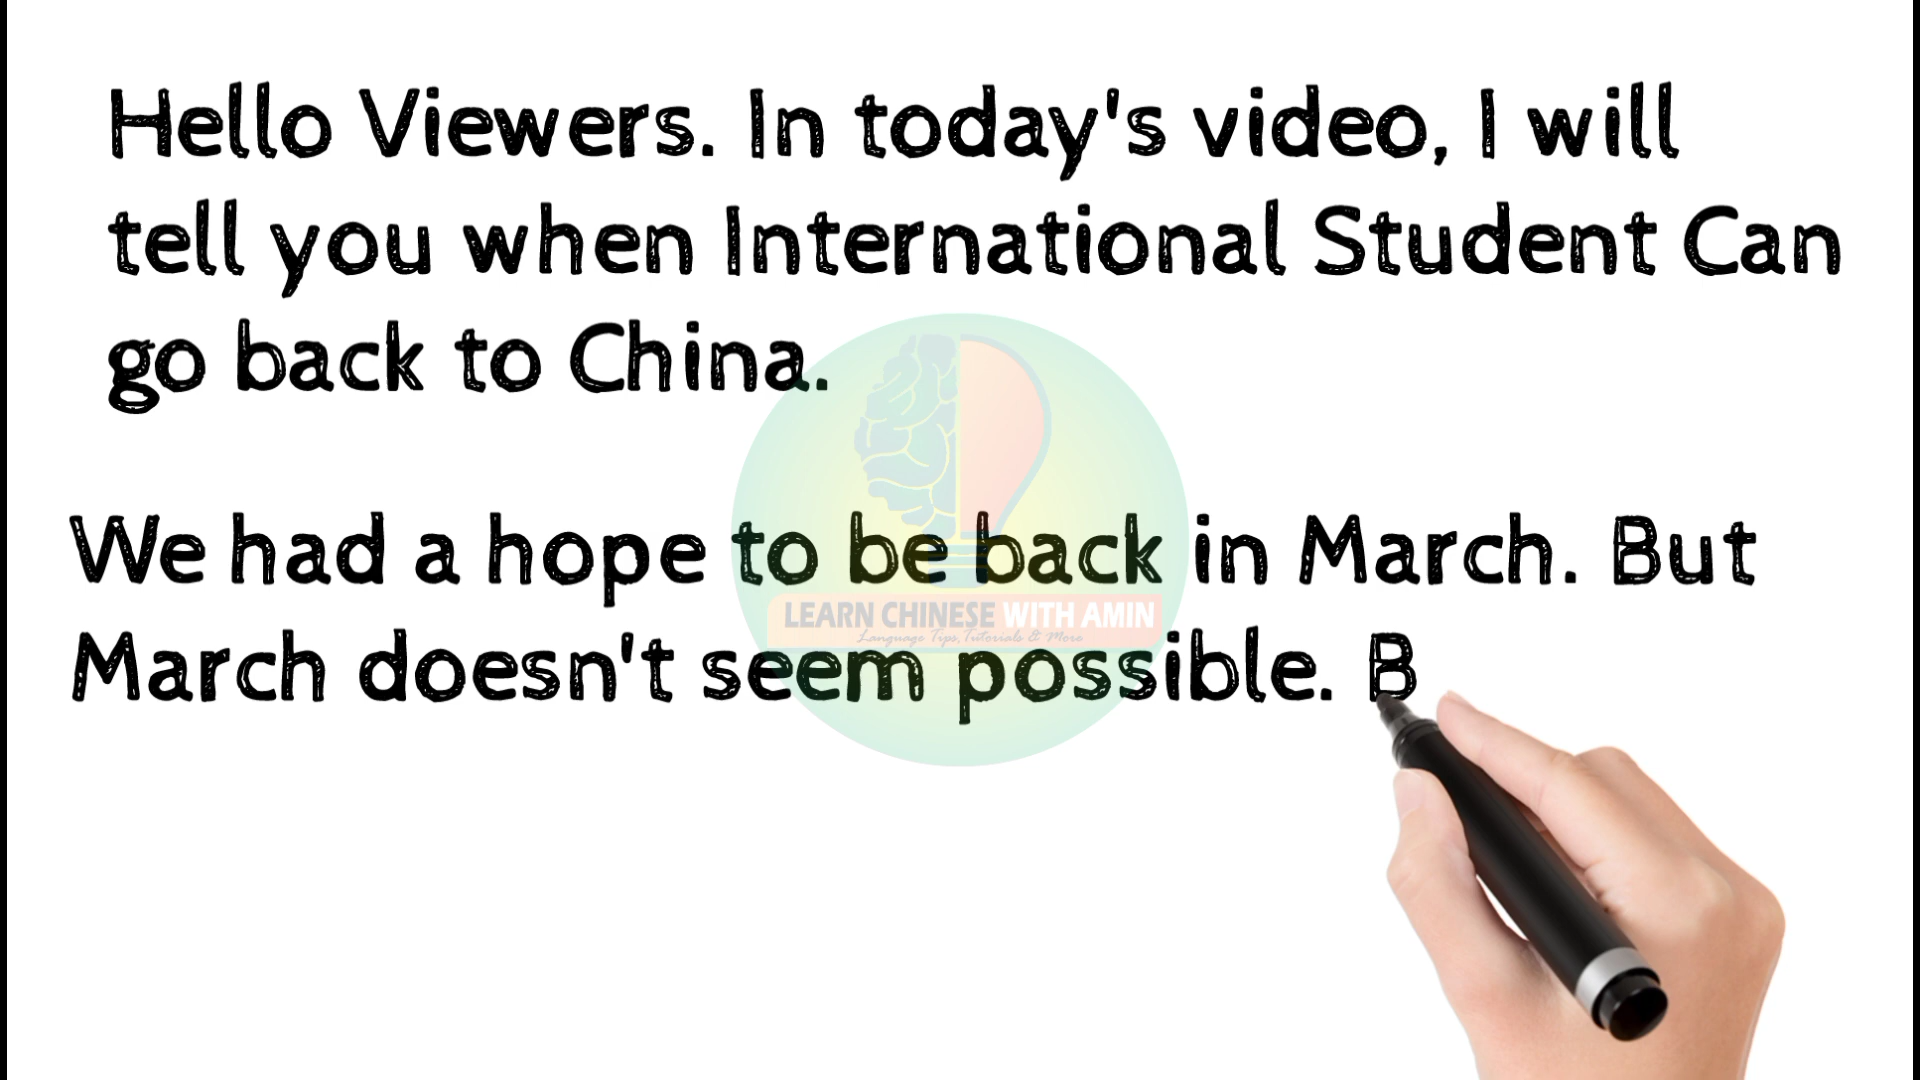 Hello Viewers. In today's video, I will
tell you when International Student Can
go back to China.
We had a hope to be back in March. But
LEARN CHINESE WITH AMIN
Language Tips, Tutorials & More
March doesn't seem possible. B